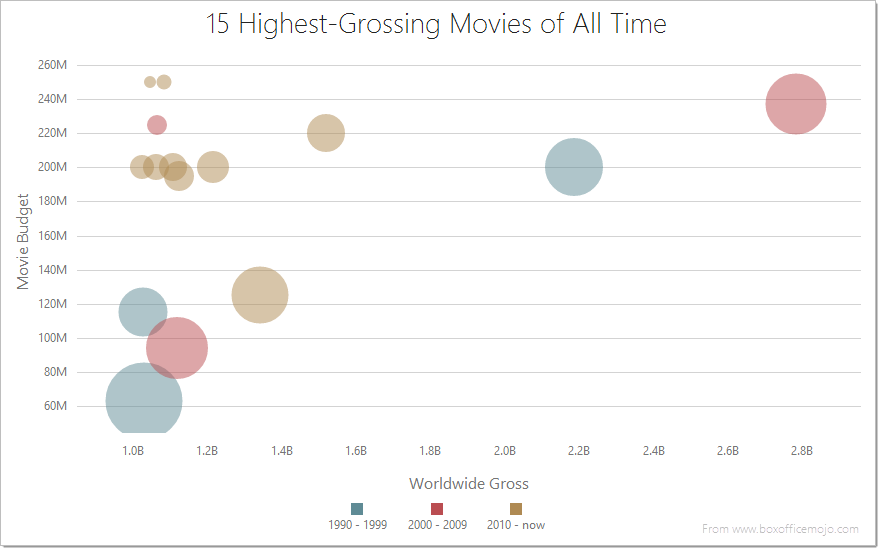 15 Highest-Grossing Movies of All Time
260M
240M
220M
200M
180M
160M
140M
120M
100M
80M
60M
Movie Budget
1.0B 1.2B 1.4B 1.6B 1.8B 2.0B 2.2B 2.4B 2.6B 2.8B
Worldwide Gross
1990 - 1999 2000 - 2009 2010 - now
From www.boxofficemojo.com